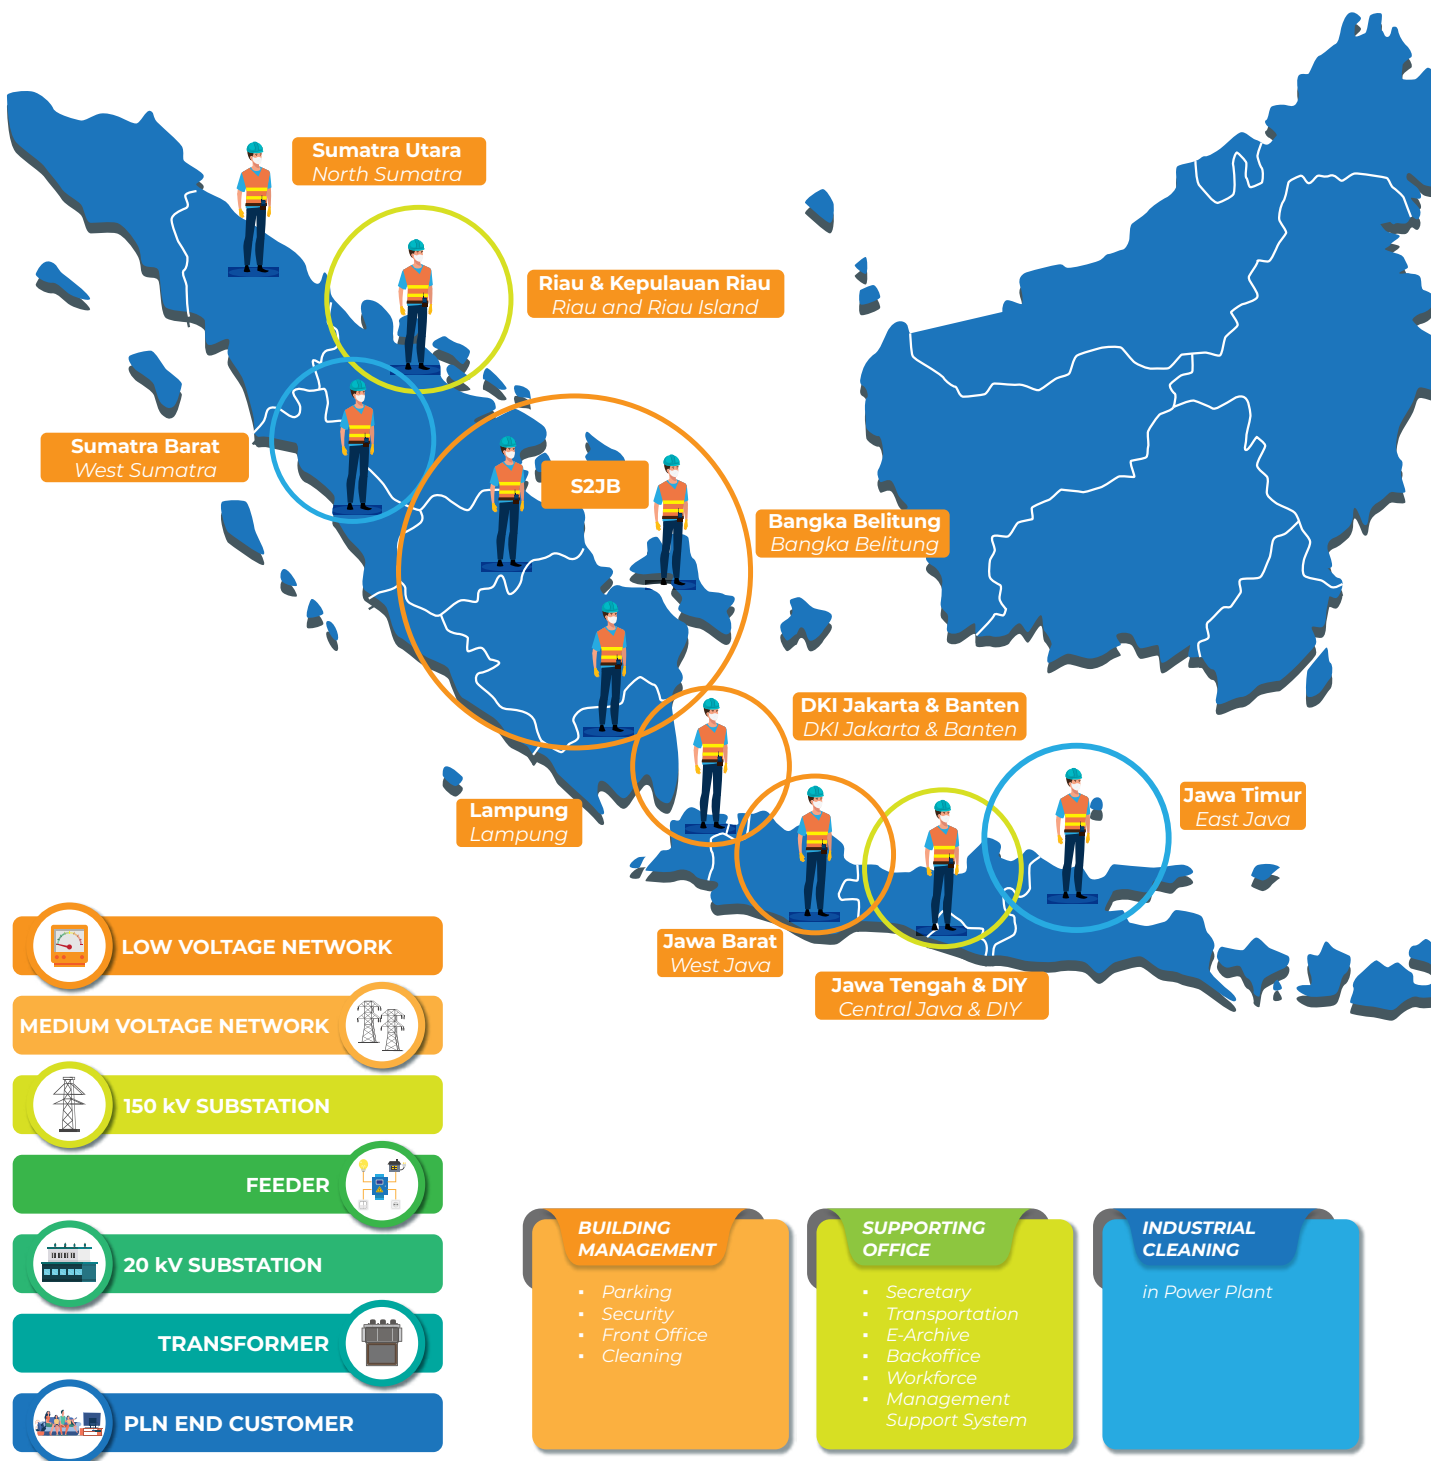 Sumatra Utara
North Sumatra
Riau & Kepulauan Riau
Riau and Riau Island
Sumatra Barat
West Sumatra
S2JB
Bangka Belitung
Bangka Belitung
DKI Jakarta & Banten
DKI Jakarta & Banten
Lampung
Lampung
Jawa Timur
East Java
Jawa Barat
West Java
Jawa Tengah & DIY
Central Java & DIY
LOW VOLTAGE NETWORK
MEDIUM VOLTAGE NETWORK
150 kV SUBSTATION
FEEDER
20 kV SUBSTATION
TRANSFORMER
PLN END CUSTOMER
BUILDING
MANAGEMENT
▪ Parking
▪ Security
▪ Front Office
▪ Cleaning
SUPPORTING
OFFICE
▪ Secretary
▪ Transportation
▪ E-Archive
▪ Backoffice
▪ Workforce
▪ Management
Support System
INDUSTRIAL
CLEANING
in Power Plant